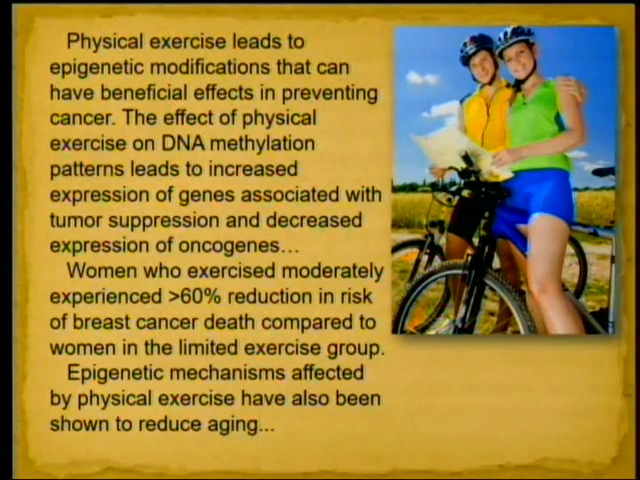 Physical exercise leads to
epigenetic modifications that can
have beneficial effects in preventing
cancer. The effect of physical
exercise on DNA methylation
patterns leads to increased
expression of genes associated with
tumor suppression and decreased
expression of oncogenes…
Women who exercised moderately
experienced >60% reduction in risk
of breast cancer death compared to
women in the limited exercise group.
Epigenetic mechanisms affected
by physical exercise have also been
shown to reduce aging...